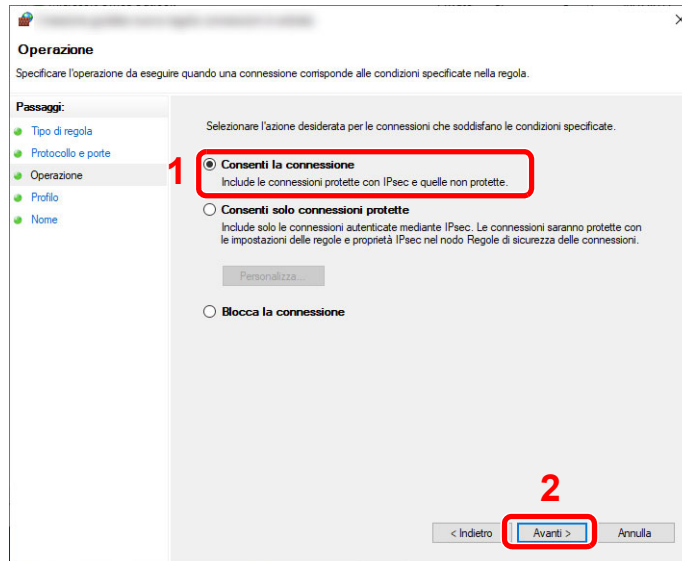 Operazione
Specificare l'operazione da eseguire quando una connessione corrisponde alle condizioni specificate nella regola.
Passaggi:
Tipo di regola
Protocollo e porte
Operazione
Profilo
Nome
Selezionare l'azione desiderata per le connessioni che soddisfano le condizioni specificate.
1
Consenti la connessione
Include le connessioni protette con IPsec e quelle non protette.
Consenti solo connessioni protette
Include solo le connessioni autenticate mediante IPsec. Le connessioni saranno protette con
le impostazioni delle regole e proprietà IPsec nel nodo Regole di sicurezza delle connessioni.
Personalizza...
Blocca la connessione
2
< Indietro
Avanti >
Annulla